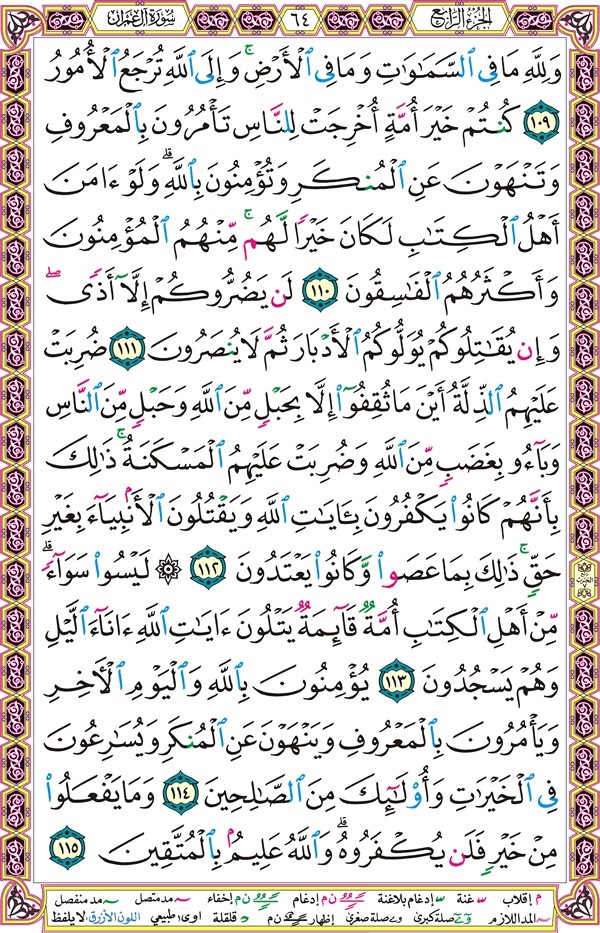 الجزء الرابع ٦٤ سورة آل عمران
وَلِلَّهِ مَا فِي ٱلسَّمَٰوَٰتِ وَمَا فِي ٱلْأَرْضِۚ وَإِلَى ٱللَّهِ تُرْجَعُ ٱلْأُمُورُ
١٠٩ كُنتُمْ خَيْرَ أُمَّةٍ أُخْرِجَتْ لِلنَّاسِ تَأْمُرُونَ بِٱلْمَعْرُوفِ
وَتَنْهَوْنَ عَنِ ٱلْمُنكَرِ وَتُؤْمِنُونَ بِٱللَّهِۗ وَلَوْ ءَامَنَ
أَهْلُ ٱلْكِتَٰبِ لَكَانَ خَيْرًا لَّهُمۚ مِّنْهُمُ ٱلْمُؤْمِنُونَ
وَأَكْثَرُهُمُ ٱلْفَٰسِقُونَ ١١٠ لَن يَضُرُّوكُمْ إِلَّآ أَذًىۖ
وَإِن يُقَٰتِلُوكُمْ يُوَلُّوكُمُ ٱلْأَدْبَارَ ثُمَّ لَا يُنصَرُونَ ١١١ ضُرِبَتْ
عَلَيْهِمُ ٱلذِّلَّةُ أَيْنَ مَا ثُقِفُوٓا۟ إِلَّا بِحَبْلٍ مِّنَ ٱللَّهِ وَحَبْلٍ مِّنَ ٱلنَّاسِ
وَبَآءُو بِغَضَبٍ مِّنَ ٱللَّهِ وَضُرِبَتْ عَلَيْهِمُ ٱلْمَسْكَنَةُۚ ذَٰلِكَ
بِأَنَّهُمْ كَانُوا۟ يَكْفُرُونَ بِـَٔايَٰتِ ٱللَّهِ وَيَقْتُلُونَ ٱلْأَنۢبِيَآءَ بِغَيْرِ
حَقٍّۚ ذَٰلِكَ بِمَا عَصَوا۟ وَّكَانُوا۟ يَعْتَدُونَ ١١٢ ۞ لَيْسُوا۟ سَوَآءًۗ
مِّنْ أَهْلِ ٱلْكِتَٰبِ أُمَّةٌ قَآئِمَةٌ يَتْلُونَ ءَايَٰتِ ٱللَّهِ ءَانَآءَ ٱلَّيْلِ
وَهُمْ يَسْجُدُونَ ١١٣ يُؤْمِنُونَ بِٱللَّهِ وَٱلْيَوْمِ ٱلْأَخِرِ
وَيَأْمُرُونَ بِٱلْمَعْرُوفِ وَيَنْهَوْنَ عَنِ ٱلْمُنكَرِ وَيُسَٰرِعُونَ
فِي ٱلْخَيْرَٰتِ وَأُو۟لَٰٓئِكَ مِنَ ٱلصَّٰلِحِينَ ١١٤ وَمَا يَفْعَلُوا۟
مِنْ خَيْرٍ فَلَن يُكْفَرُوهُۗ وَٱللَّهُ عَلِيمٌۢ بِٱلْمُتَّقِينَ ١١٥
م إقلاب غنة إدغام بلاغنة ن م إدغام ن م إخفاء مد متصل مد منفصل
المد اللازم صلة كبرى صلة صغرى إظهار ن م قلقلة اوى طبيعي اللون الأزرق لا يلفظ